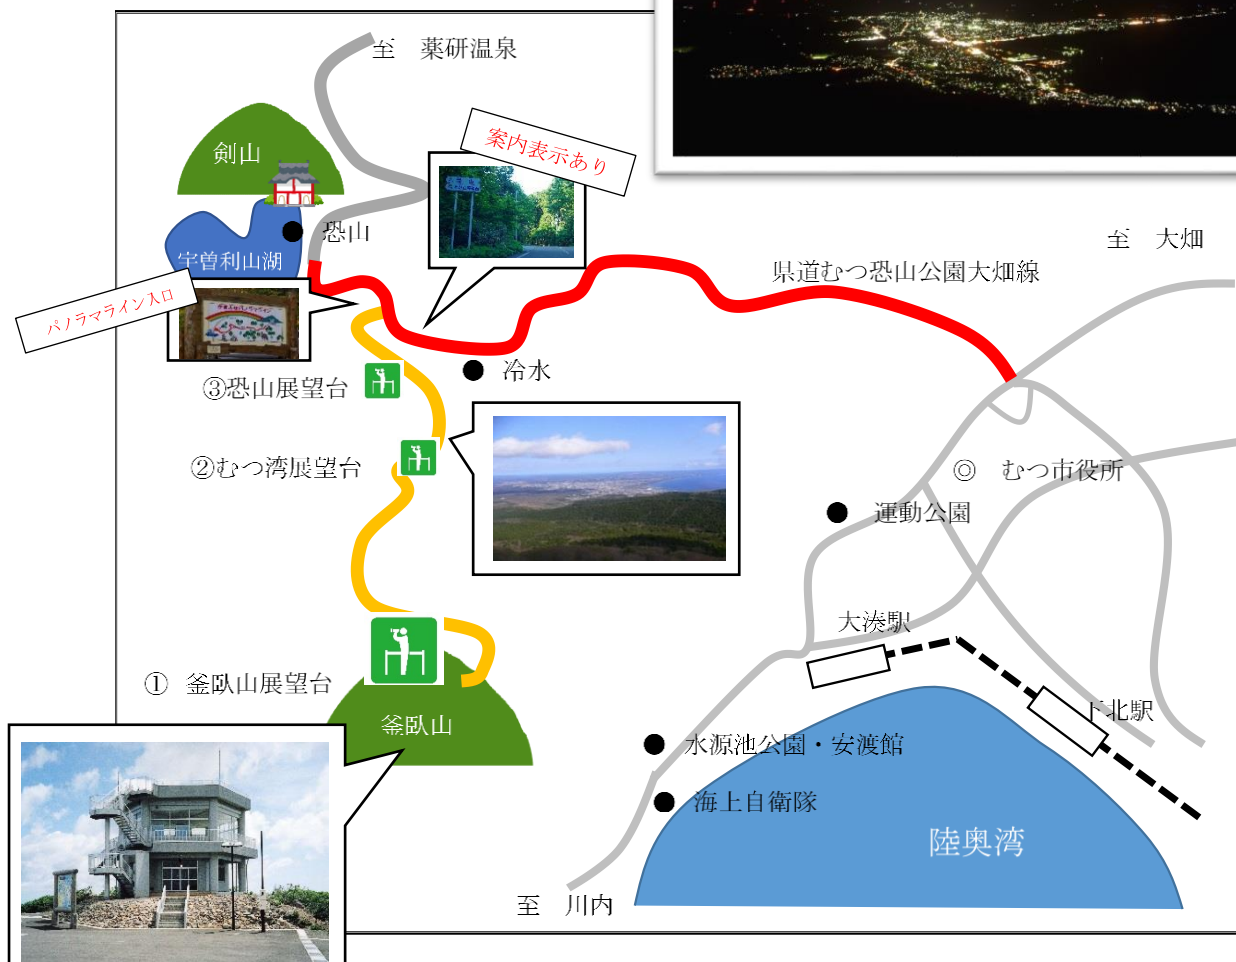 至　薬研温泉
案内表示あり
剣山
恐山
宇曽利山湖
至　大畑
県道むつ恐山公園大畑線
パノラマライン入口
③恐山展望台
冷水
②むつ湾展望台
◎　むつ市役所
運動公園
大湊駅
①　釜臥山展望台
釜臥山
下北駅
水源池公園・安渡館
海上自衛隊
陸奥湾
至　川内